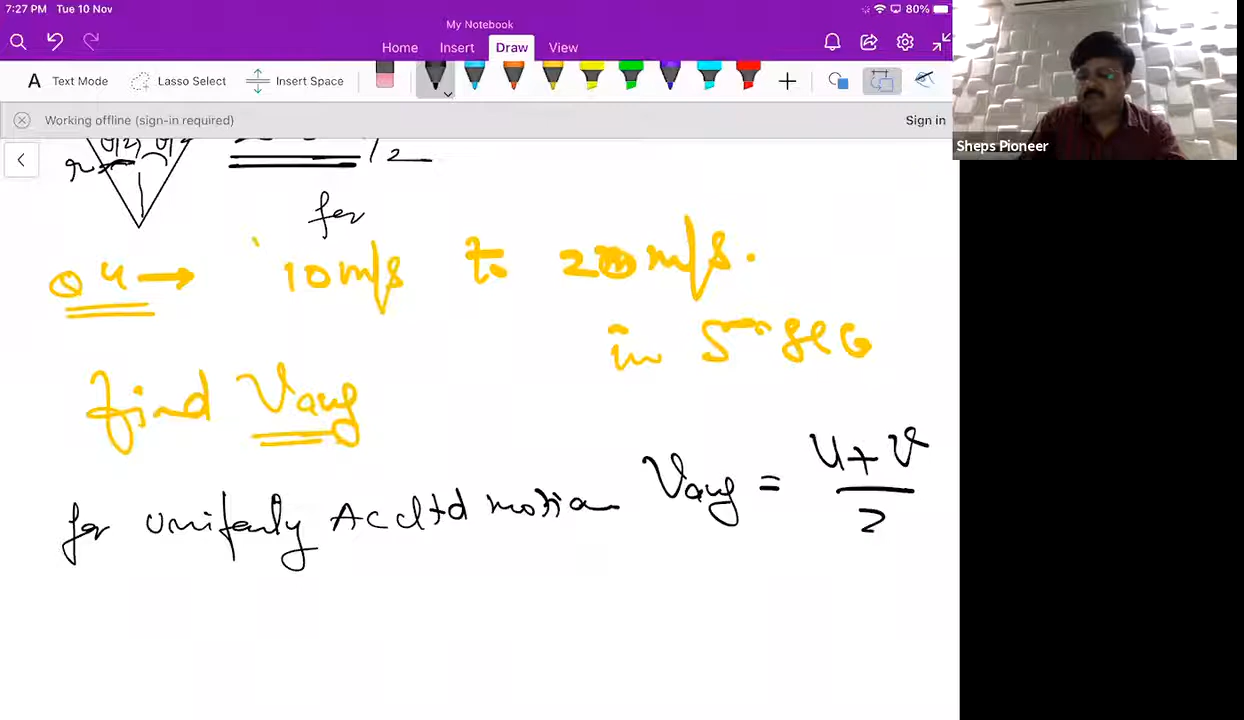 7:27 PM Tue 10 Nov
80%
My Notebook
Home Insert Draw View
Text Mode Lasso Select Insert Space
Working offline (sign-in required) Sign in
Sheps Pioneer
for
Q4 → 10m/s to 20m/s.
in 5 sec
find Vavg
for unifomly Accltd motion Vavg = u+v/2